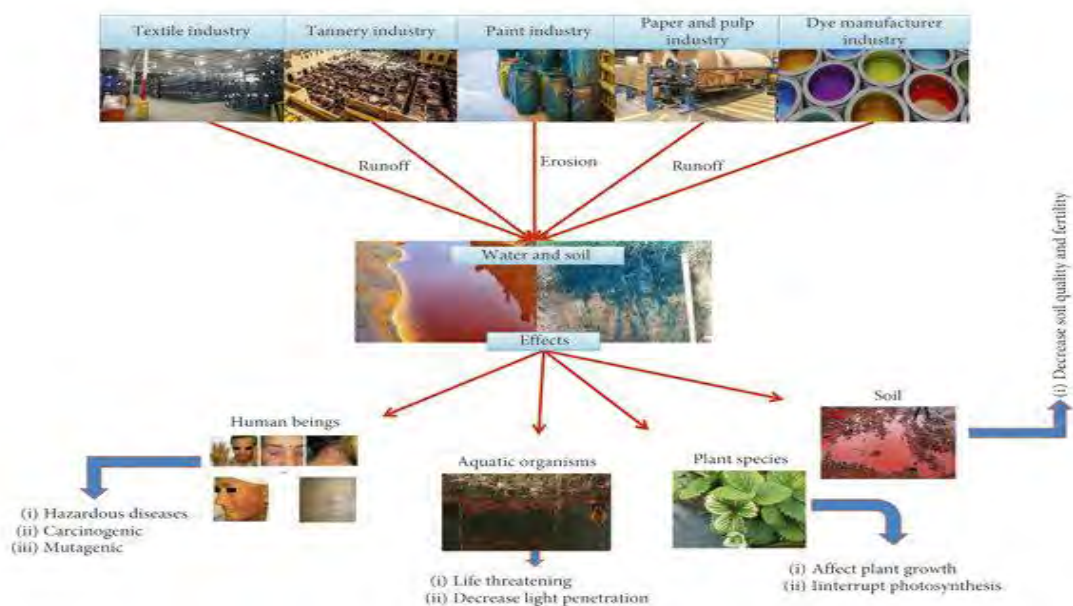 Textile industry
Tannery industry
Paint industry
Paper and pulp
industry
Dye manufacturer
industry
Runoff
Erosion
Runoff
Water and soil
Effects
Human beings
(i) Hazardous diseases
(ii) Carcinogenic
(iii) Mutagenic
Aquatic organisms
(i) Life threatening
(ii) Decrease light penetration
Plant species
(i) Affect plant growth
(ii) Iinterrupt photosynthesis
Soil
(i) Decrease soil quality and fertility